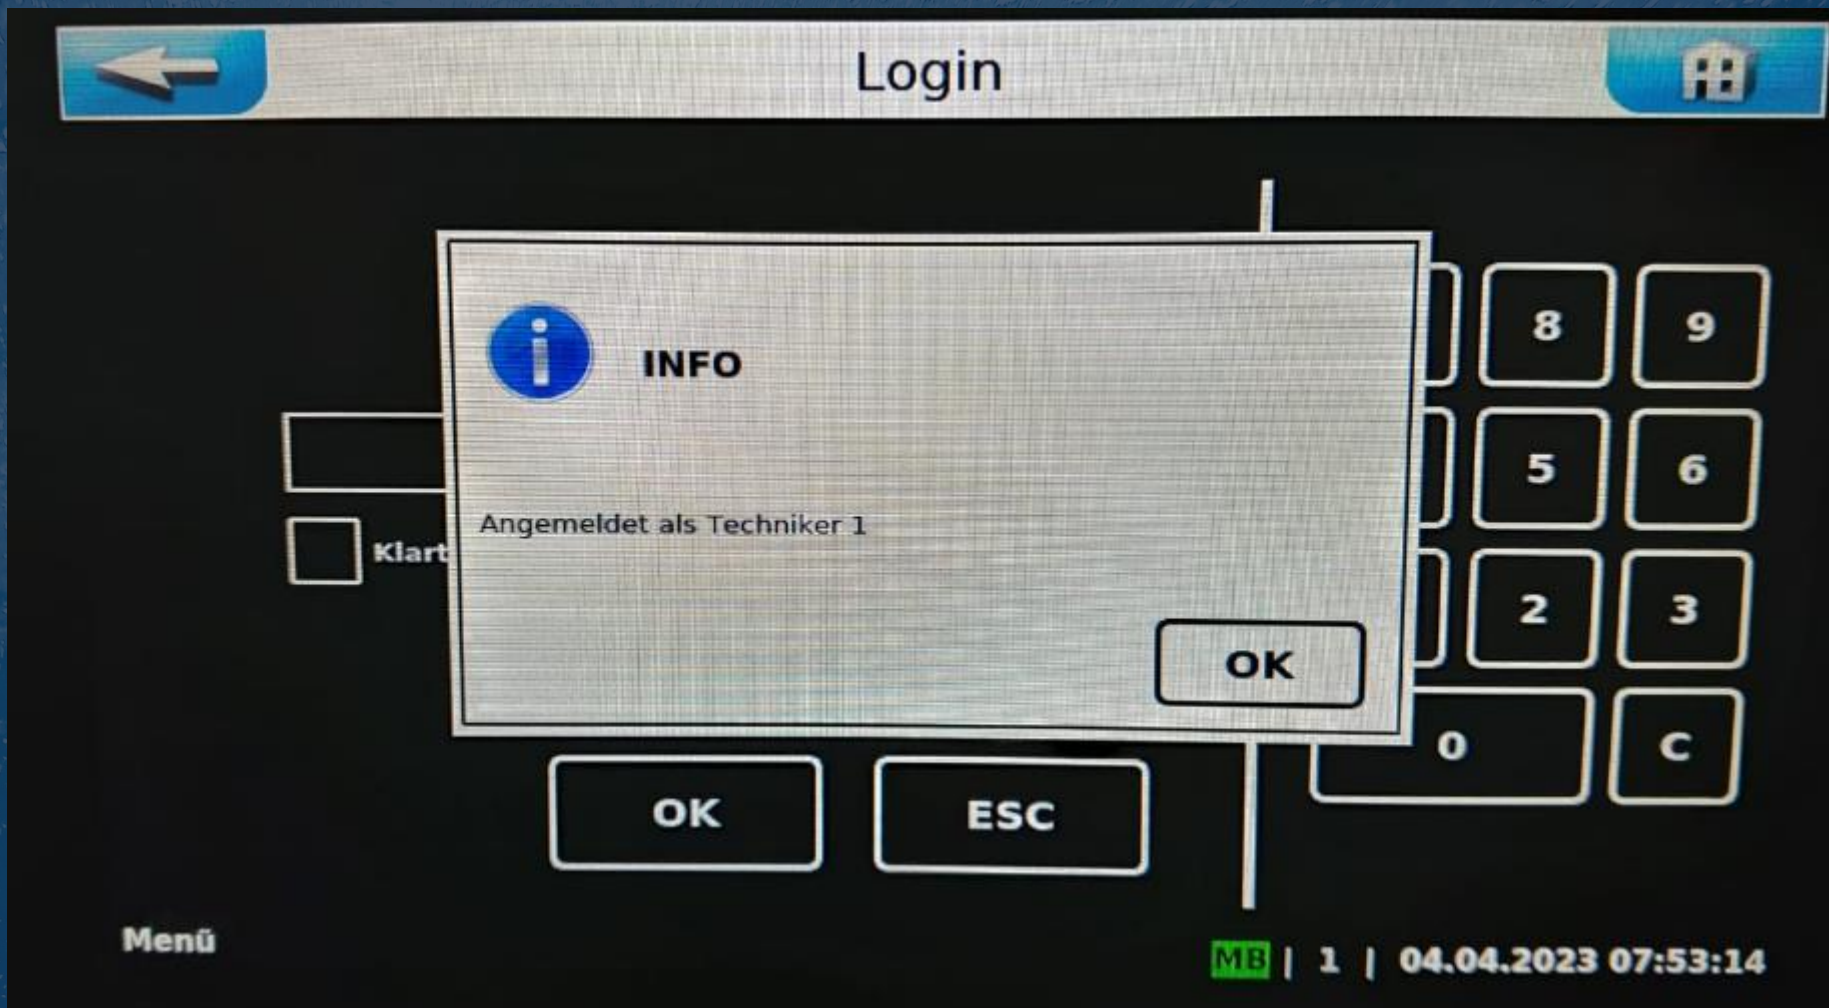 Login
INFO
Angemeldet als Techniker 1
OK
Klart
8
9
5
6
2
3
0
C
OK
ESC
Menü
MB | 1 | 04.04.2023 07:53:14